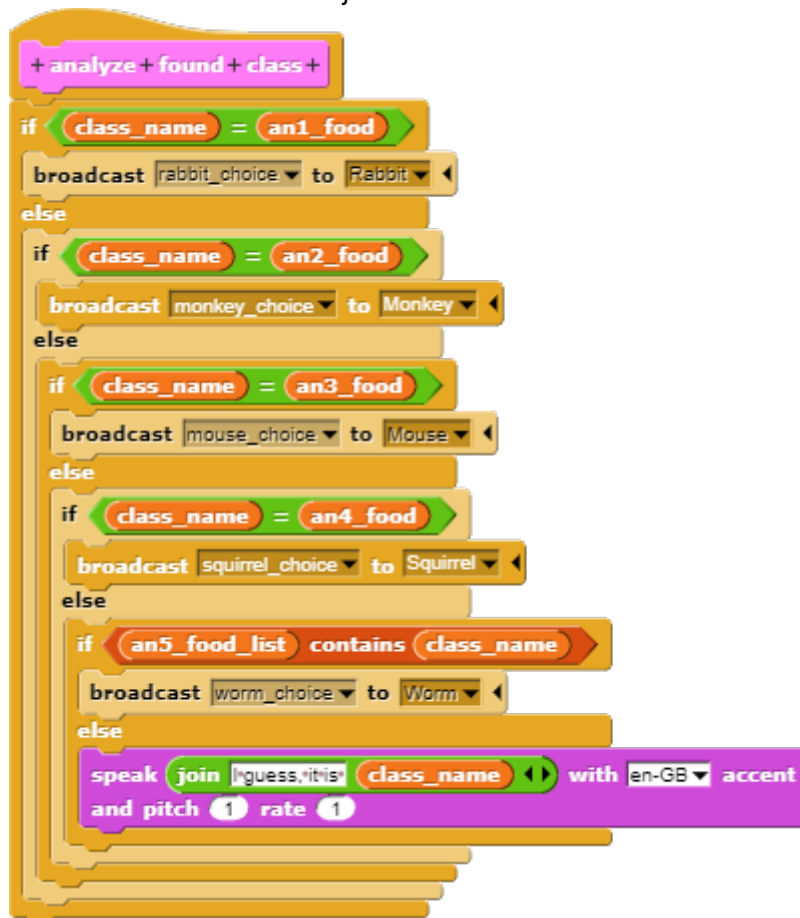 + analyze + found + class +
if class_name = an1_food
broadcast rabbit_choice to Rabbit
else
if class_name = an2_food
broadcast monkey_choice to Monkey
else
if class_name = an3_food
broadcast mouse_choice to Mouse
else
if class_name = an4_food
broadcast squirrel_choice to Squirrel
else
if an5_food_list contains class_name
broadcast worm_choice to Worm
else
speak join I guess, it is class_name with en-GB accent
and pitch 1 rate 1